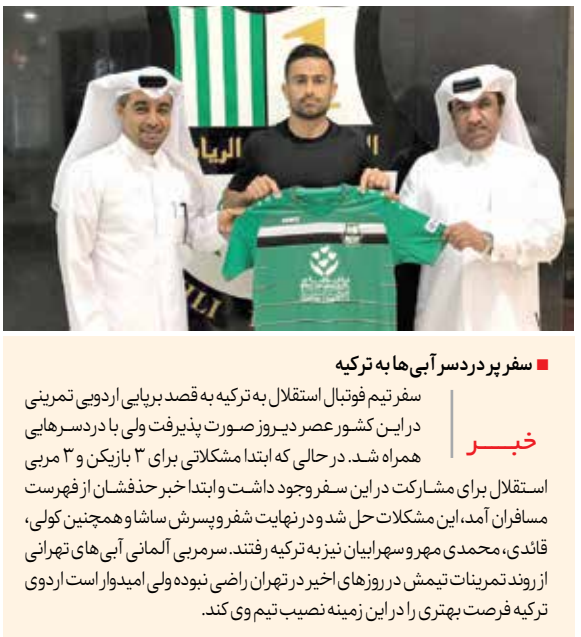 الريا
ILI
سفر پر دردسر آبی‌ها به ترکیه
خبر
سفر تیم فوتبال استقلال به ترکیه به قصد برپایی اردویی تمرینی
در این کشور عصر دیروز صورت پذیرفت ولی با دردسرهایی
همراه شد. در حالی که ابتدا مشکلاتی برای ۳ بازیکن و ۳ مربی
استقلال برای مشارکت در این سفر وجود داشت و ابتدا خبر حذفشان از فهرست
مسافران آمد، این مشکلات حل شد و در نهایت شفر و پسرش ساشا و همچنین کولی،
قائدی، محمدی مهر و سهرابیان نیز به ترکیه رفتند. سرمربی آلمانی آبی‌های تهرانی
از روند تمرینات تیمش در روزهای اخیر در تهران راضی نبوده ولی امیدوار است اردوی
ترکیه فرصت بهتری را در این زمینه نصیب تیم وی کند.